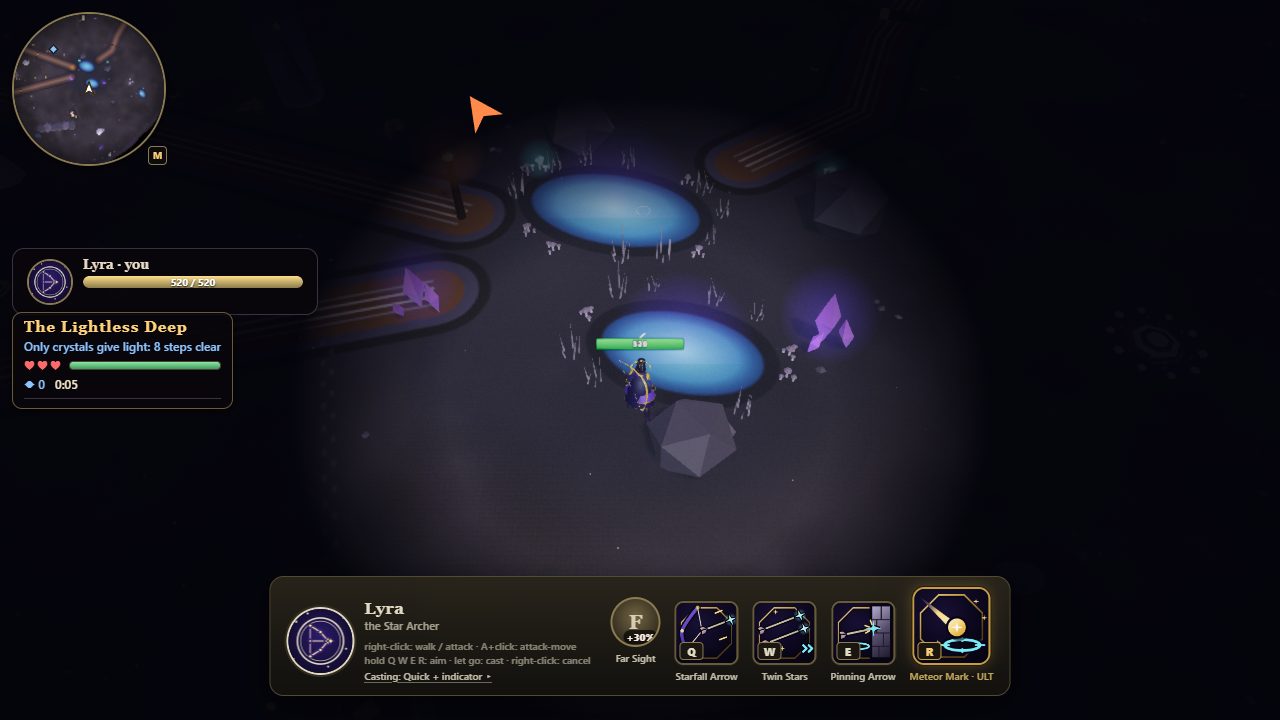 M
Lyra · you
520 / 520
The Lightless Deep
Only crystals give light: 8 steps clear
0 0:05
Lyra
the Star Archer
right-click: walk / attack · A+click: attack-move
hold Q W E R: aim · let go: cast · right-click: cancel
Casting: Quick + indicator ▸
F
+30%
Far Sight
Q
Starfall Arrow
W
Twin Stars
E
Pinning Arrow
R
Meteor Mark · ULT